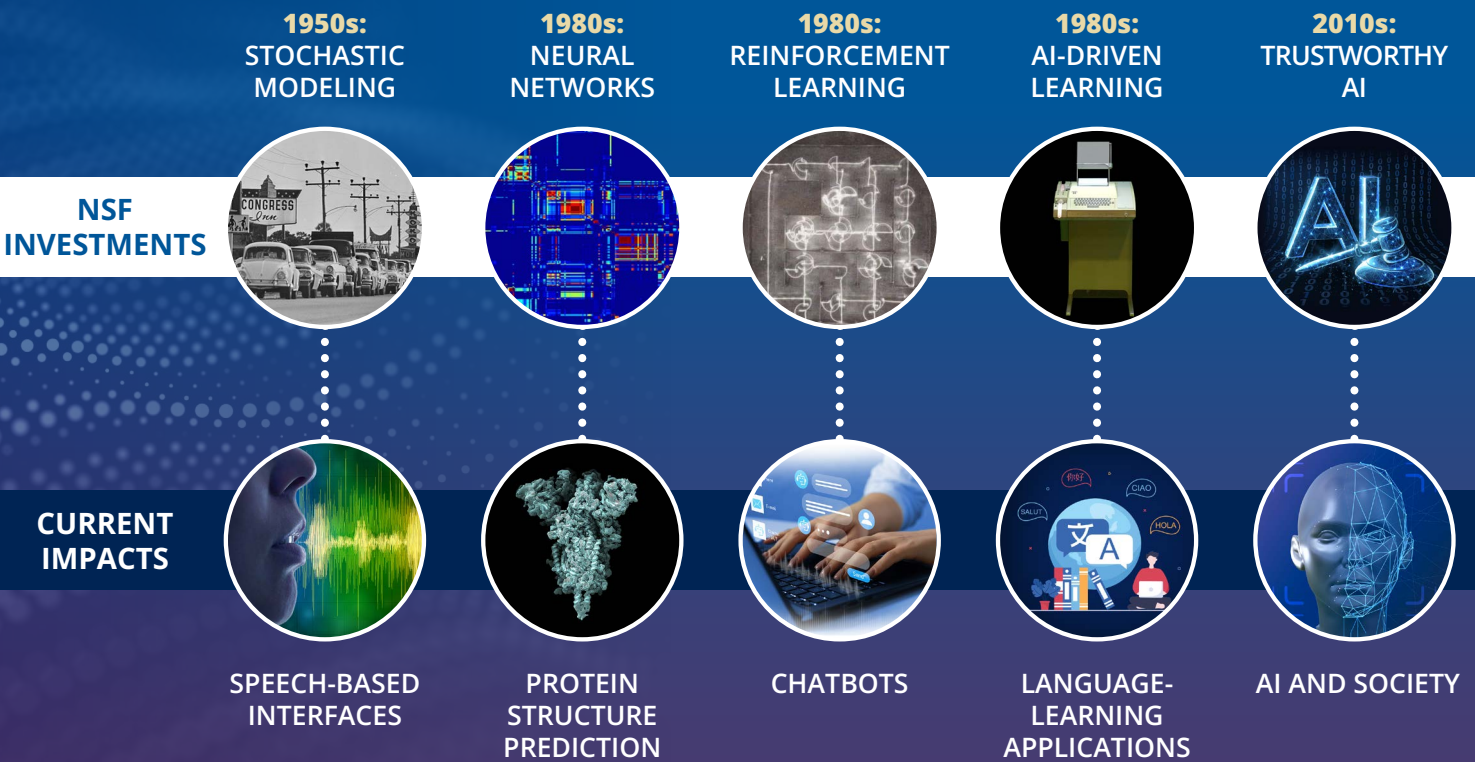 1950s:
STOCHASTIC
MODELING
1980s:
NEURAL
NETWORKS
1980s:
REINFORCEMENT
LEARNING
1980s:
AI-DRIVEN
LEARNING
2010s:
TRUSTWORTHY
AI
NSF
INVESTMENTS
CONGRESS
Inn
AI
CURRENT
IMPACTS
你好
SALUT
CIAO
HOLA
文
A
SPEECH-BASED
INTERFACES
PROTEIN
STRUCTURE
PREDICTION
CHATBOTS
LANGUAGE-
LEARNING
APPLICATIONS
AI AND SOCIETY